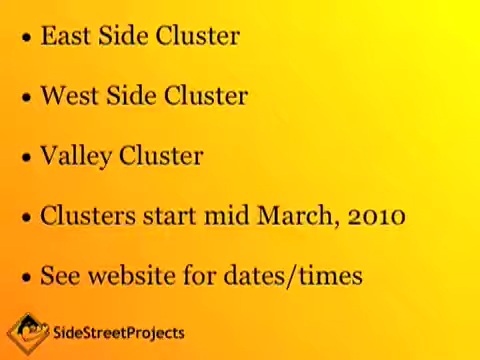 • East Side Cluster
• West Side Cluster
• Valley Cluster
• Clusters start mid March, 2010
• See website for dates/times
SideStreetProjects